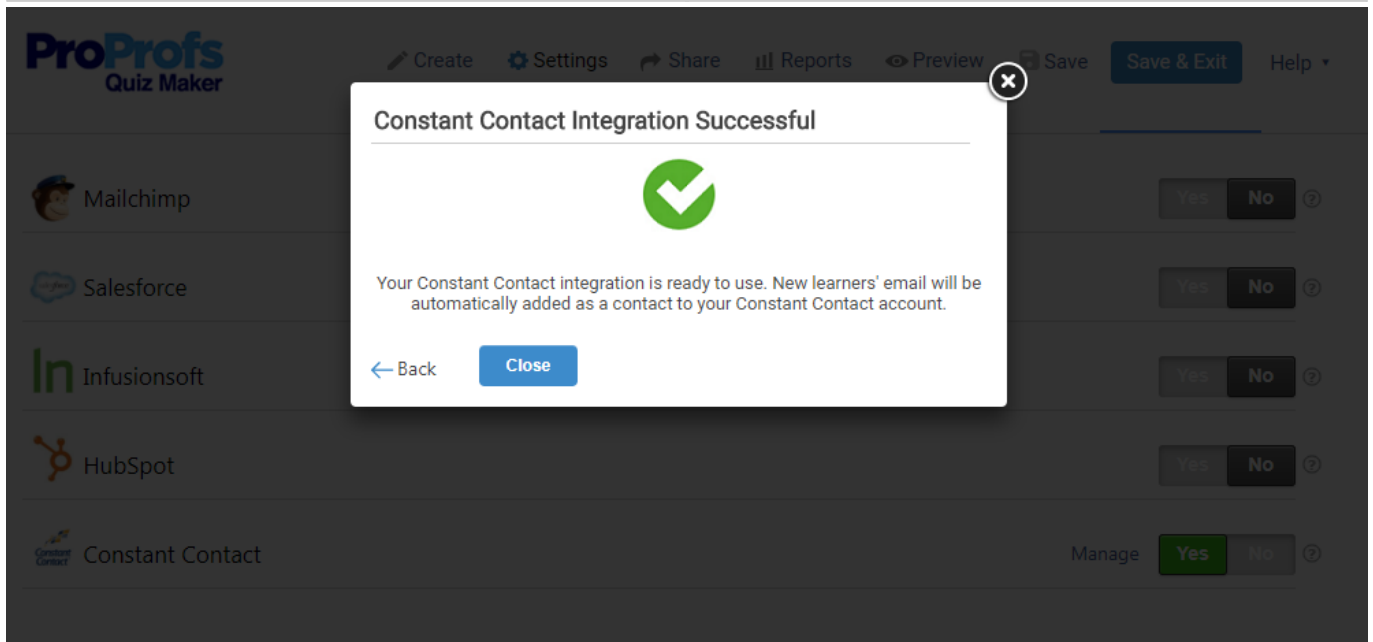 ProProfs
Quiz Maker
Create Settings Share Reports Preview Save Save & Exit Help
Constant Contact Integration Successful
Mailchimp Yes No ?
Your Constant Contact integration is ready to use. New learners' email will be
automatically added as a contact to your Constant Contact account.
Salesforce Yes No ?
← Back Close
In Infusionsoft Yes No ?
HubSpot Yes No ?
Constant Contact Constant Contact Manage Yes No ?